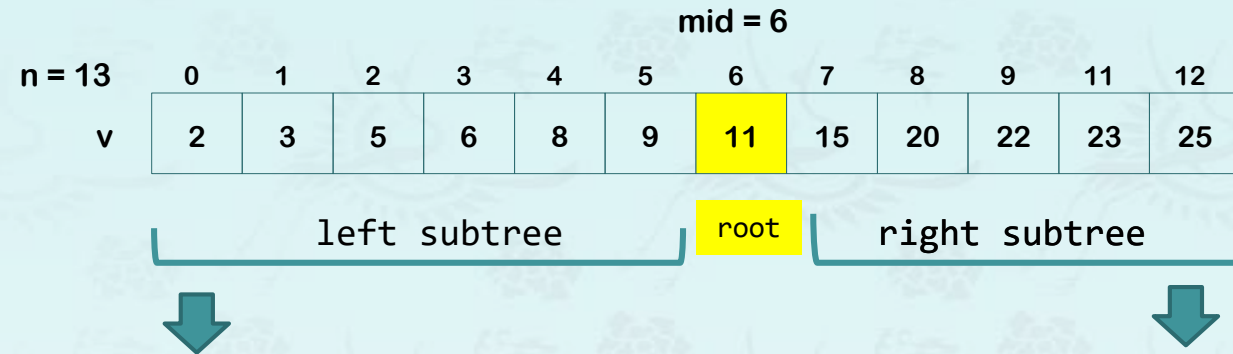 mid = 6
n = 13 0 1 2 3 4 5 6 7 8 9 11 12
v 2 3 5 6 8 9 11 15 20 22 23 25
left subtree root right subtree